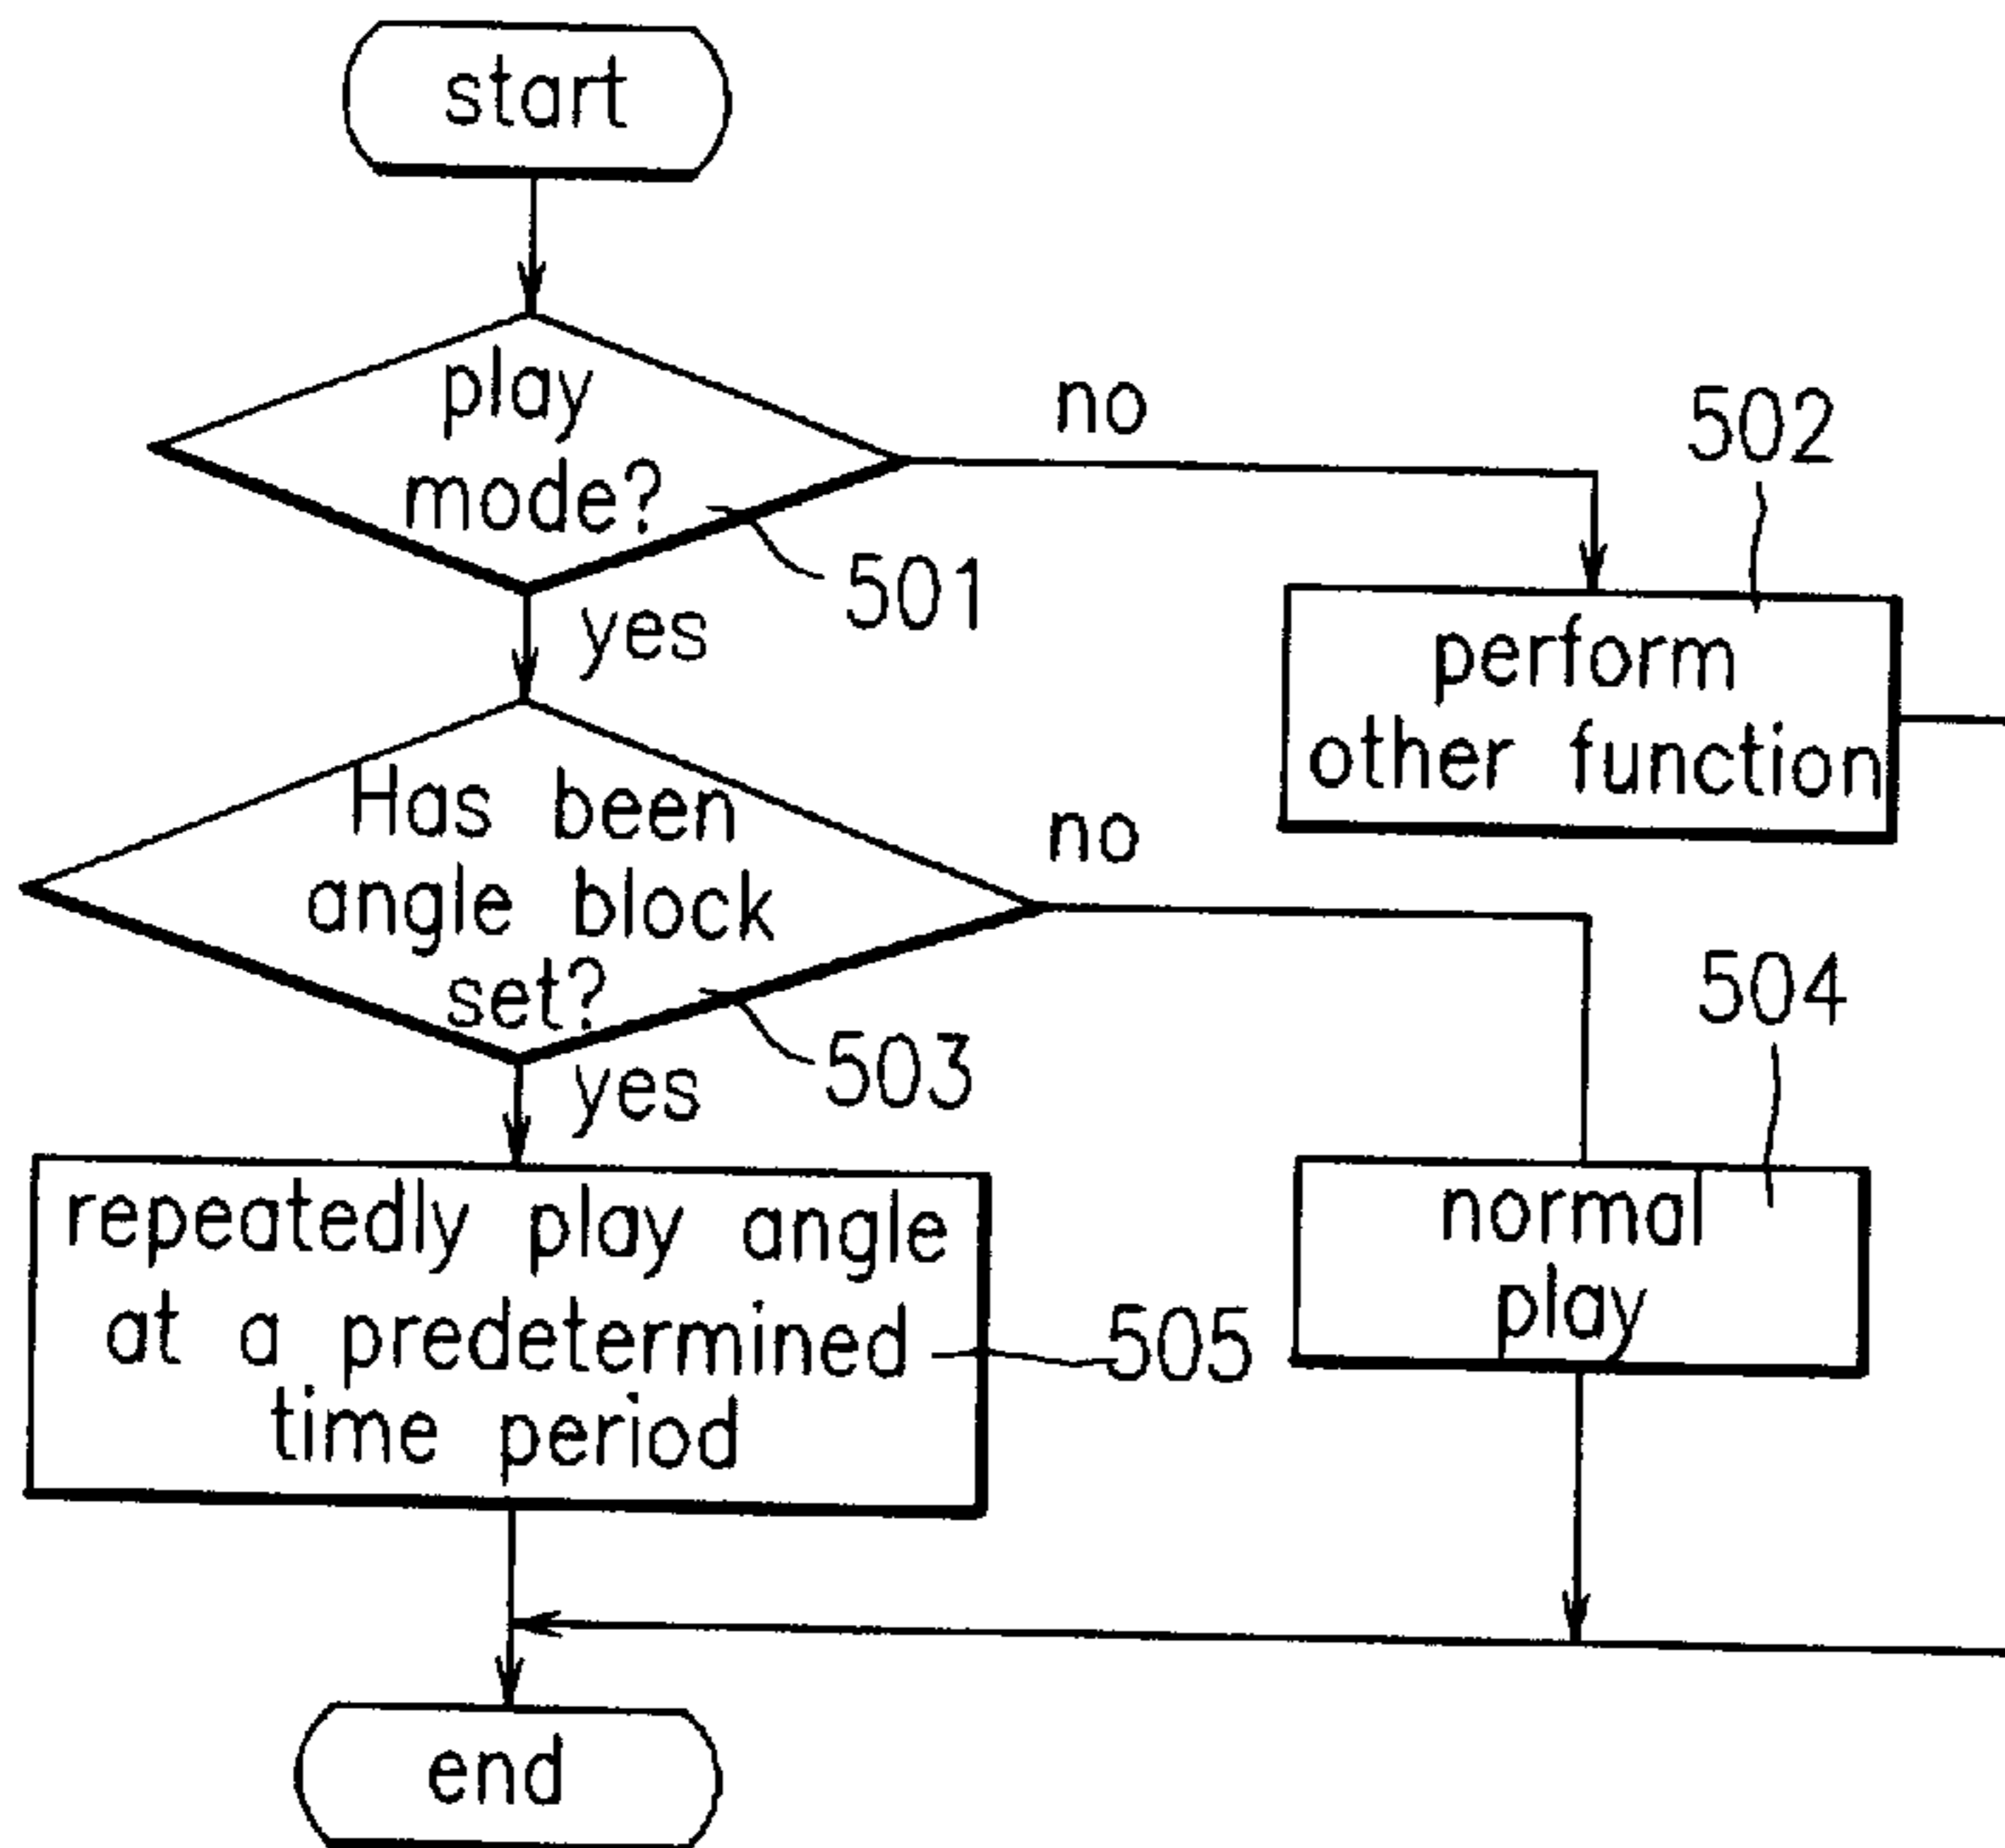 start
play
mode?
no
501
yes
502
perform
other function
Has been
angle block
set?
no
503
yes
504
normal
play
repeatedly play angle
at a predetermined
time period
505
end